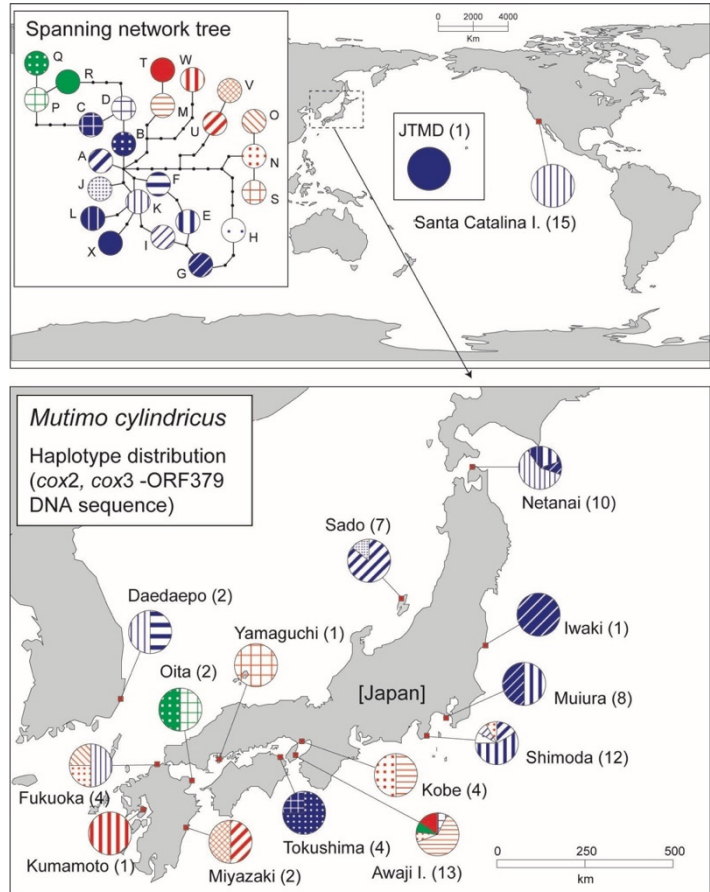 Spanning network tree
Q
R
P
C
D
B
T
W
V
M
U
O
N
S
A
J
F
K
L
E
X
I
G
H
0 2000 4000
Km
JTMD (1)
Santa Catalina I. (15)
Mutimo cylindricus
Haplotype distribution
(cox2, cox3 -ORF379
DNA sequence)
Netanai (10)
Sado (7)
Daedaepo (2)
Yamaguchi (1)
Iwaki (1)
Oita (2)
[Japan]
Muiura (8)
Shimoda (12)
Fukuoka (4)
Kobe (4)
Kumamoto (1)
Miyazaki (2)
Tokushima (4)
Awaji I. (13)
0 250 500
km